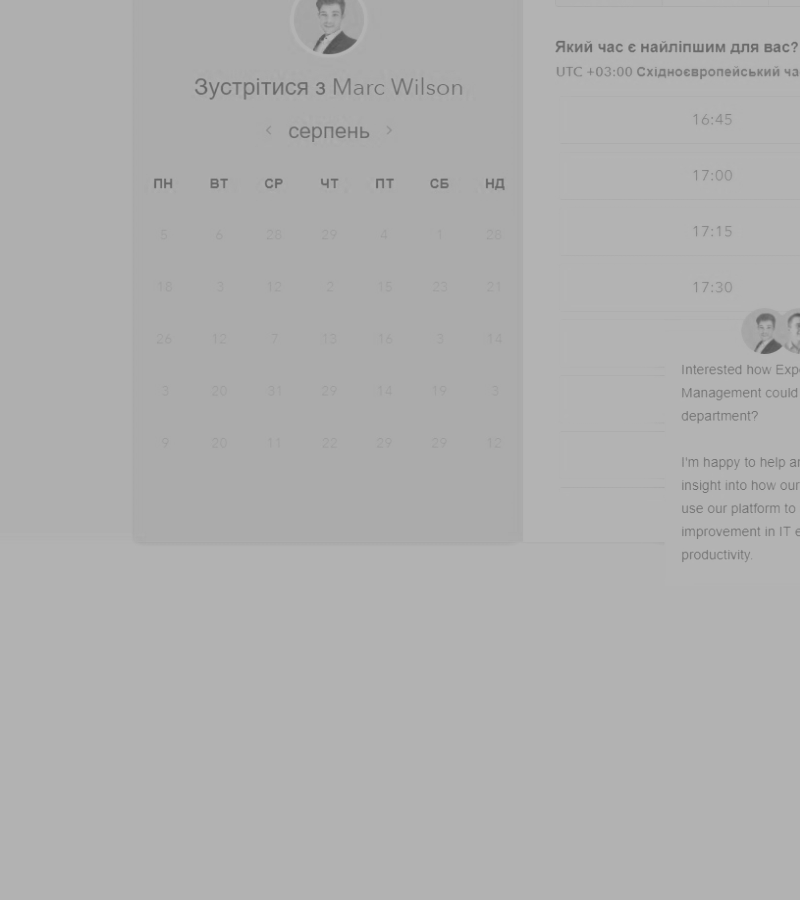 Зустрітися з Marc Wilson
‹ серпень ›
ПН ВТ СР ЧТ ПТ СБ НД
5 6 28 29 4 1 28
18 3 12 2 15 23 21
26 12 7 13 16 3 14
3 20 31 29 14 19 3
9 20 11 22 29 29 12
Який час є найліпшим для вас?
UTC +03:00 Східноєвропейський ча
16:45
17:00
17:15
17:30
Interested how Exp
Management could
department?
I'm happy to help an
insight into how our
use our platform to
improvement in IT e
productivity.